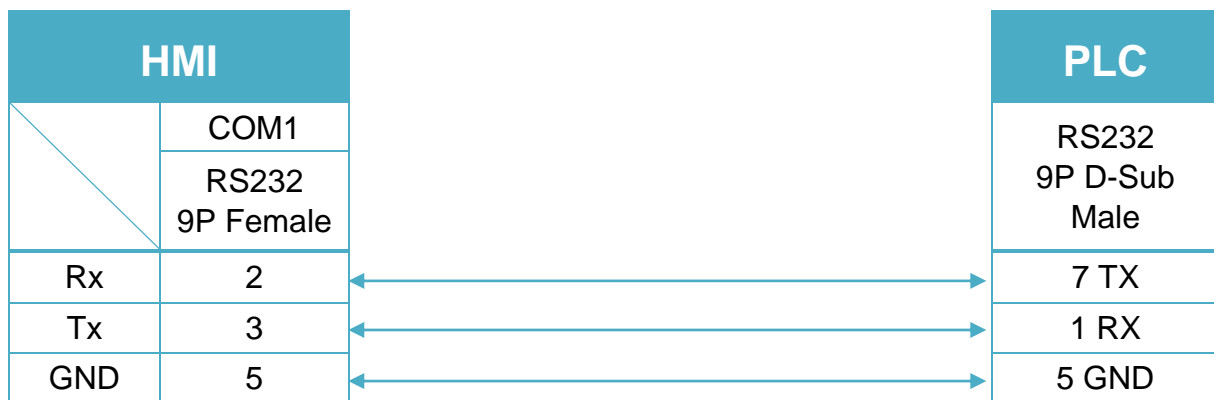 HMI
PLC
COM1
RS232
9P Female
RS232
9P D-Sub
Male
Rx 2 7 TX
Tx 3 1 RX
GND 5 5 GND